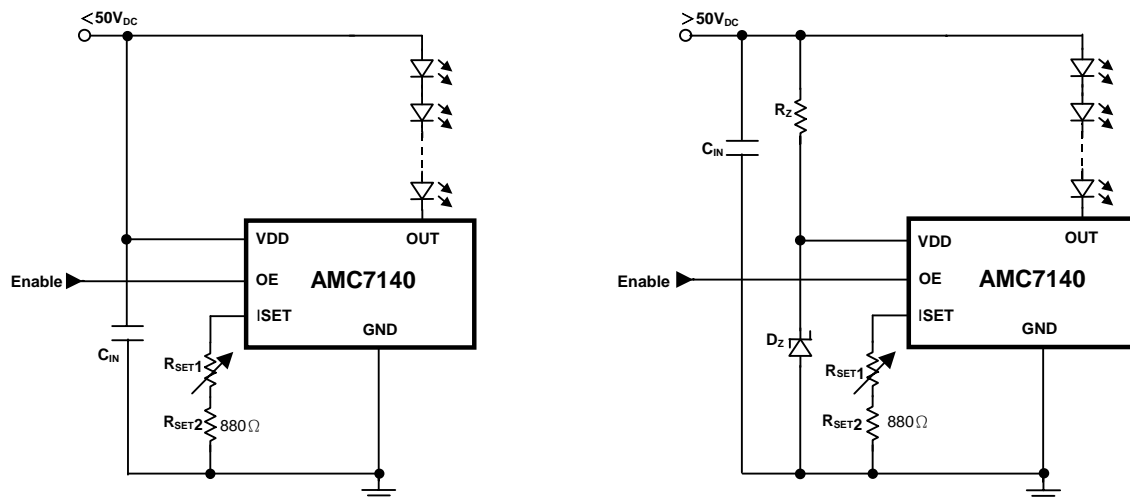 <50VDC
VDD
OUT
Enable
OE
AMC7140
ISET
GND
CIN
RSET1
RSET2
880Ω
>50VDC
RZ
CIN
VDD
OUT
Enable
OE
AMC7140
ISET
GND
DZ
RSET1
RSET2
880Ω